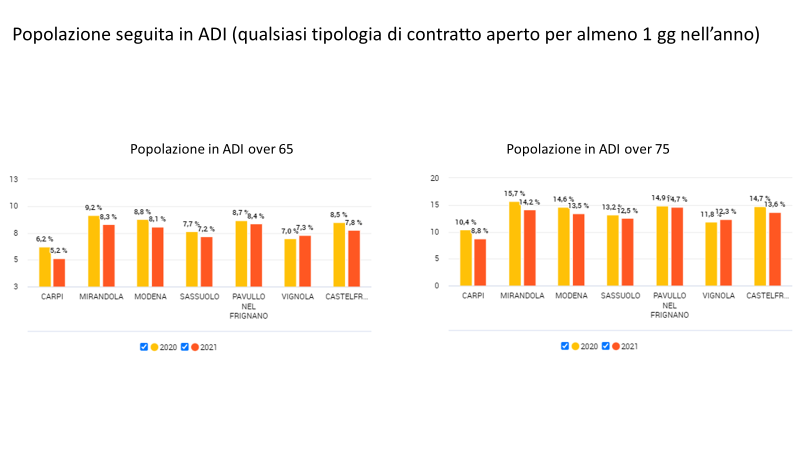 Popolazione seguita in ADI (qualsiasi tipologia di contratto aperto per almeno 1 gg nell'anno)
Popolazione in ADI over 65
13
10
8
5
3
6,2 %
5,2 %
9,2 %
8,3 %
8,8 %
8,1 %
7,7 %
7,2 %
8,7 %
8,4 %
7,0 %
7,3 %
8,5 %
7,8 %
CARPI
MIRANDOLA
MODENA
SASSUOLO
PAVULLO
NEL
FRIGNANO
VIGNOLA
CASTELFR...
2020
2021
Popolazione in ADI over 75
20
15
10
5
0
10,4 %
8,8 %
15,7 %
14,2 %
14,6 %
13,5 %
13,2 %
12,5 %
14,9 %
14,7 %
11,8 %
12,3 %
14,7 %
13,6 %
CARPI
MIRANDOLA
MODENA
SASSUOLO
PAVULLO
NEL
FRIGNANO
VIGNOLA
CASTELFR...
2020
2021